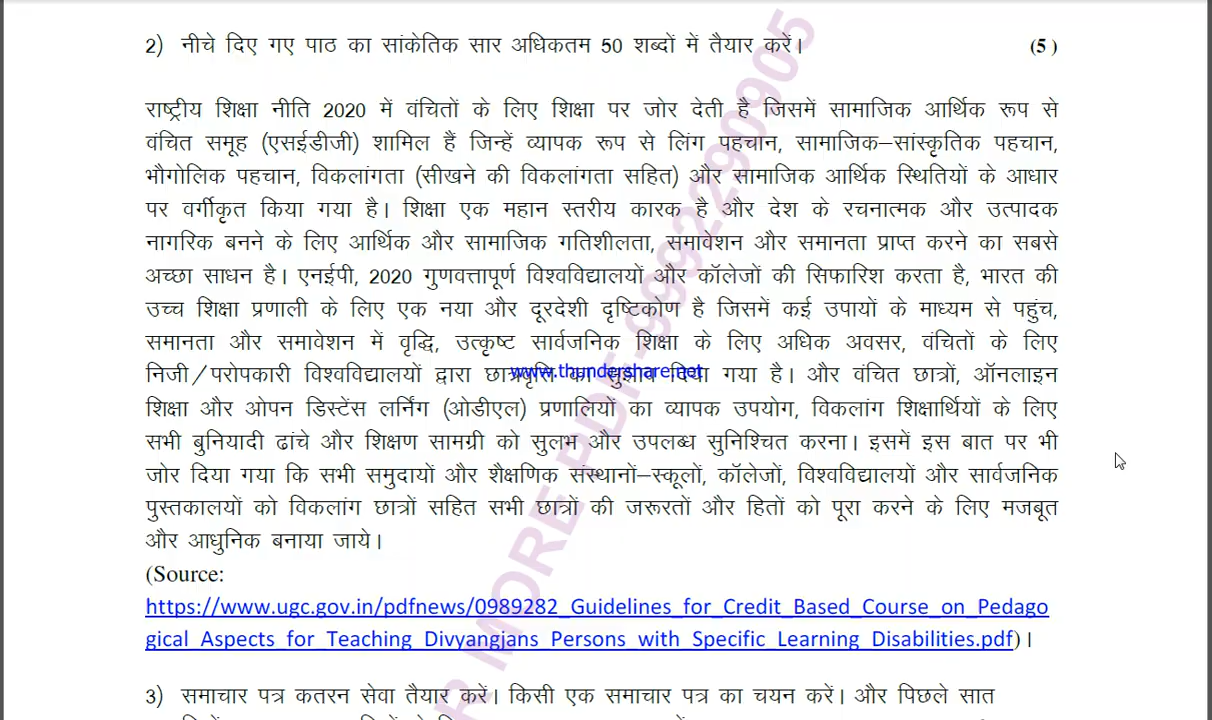 2) नीचे दिए गए पाठ का सांकेतिक सार अधिकतम 50 शब्दों में तैयार करें। (5 )
राष्ट्रीय शिक्षा नीति 2020 में वंचितों के लिए शिक्षा पर जोर देती है जिसमें सामाजिक आर्थिक रूप से
वंचित समूह (एसईडीजी) शामिल हैं जिन्हें व्यापक रूप से लिंग पहचान, सामाजिक–सांस्कृतिक पहचान,
भौगोलिक पहचान, विकलांगता (सीखने की विकलांगता सहित) और सामाजिक आर्थिक स्थितियों के आधार
पर वर्गीकृत किया गया है। शिक्षा एक महान स्तरीय कारक है और देश के रचनात्मक और उत्पादक
नागरिक बनने के लिए आर्थिक और सामाजिक गतिशीलता, समावेशन और समानता प्राप्त करने का सबसे
अच्छा साधन है। एनईपी, 2020 गुणवत्तापूर्ण विश्वविद्यालयों और कॉलेजों की सिफारिश करता है, भारत की
उच्च शिक्षा प्रणाली के लिए एक नया और दूरदेशी दृष्टिकोण है जिसमें कई उपायों के माध्यम से पहुंच,
समानता और समावेशन में वृद्धि, उत्कृष्ट सार्वजनिक शिक्षा के लिए अधिक अवसर, वंचितों के लिए
निजी/परोपकारी विश्वविद्यालयों द्वारा छात्रवृत्ति का सुझाव दिया गया है। और वंचित छात्रों, ऑनलाइन
www.thundershare.net
शिक्षा और ओपन डिस्टेंस लर्निंग (ओडीएल) प्रणालियों का व्यापक उपयोग, विकलांग शिक्षार्थियों के लिए
सभी बुनियादी ढांचे और शिक्षण सामग्री को सुलभ और उपलब्ध सुनिश्चित करना। इसमें इस बात पर भी
जोर दिया गया कि सभी समुदायों और शैक्षणिक संस्थानों–स्कूलों, कॉलेजों, विश्वविद्यालयों और सार्वजनिक
पुस्तकालयों को विकलांग छात्रों सहित सभी छात्रों की जरूरतों और हितों को पूरा करने के लिए मजबूत
और आधुनिक बनाया जाये।
(Source:
https://www.ugc.gov.in/pdfnews/0989282_Guidelines_for_Credit_Based_Course_on_Pedago
gical_Aspects_for_Teaching_Divyangjans_Persons_with_Specific_Learning_Disabilities.pdf)।
3) समाचार पत्र कतरन सेवा तैयार करें। किसी एक समाचार पत्र का चयन करें। और पिछले सात
R MORE PDF-9992290905